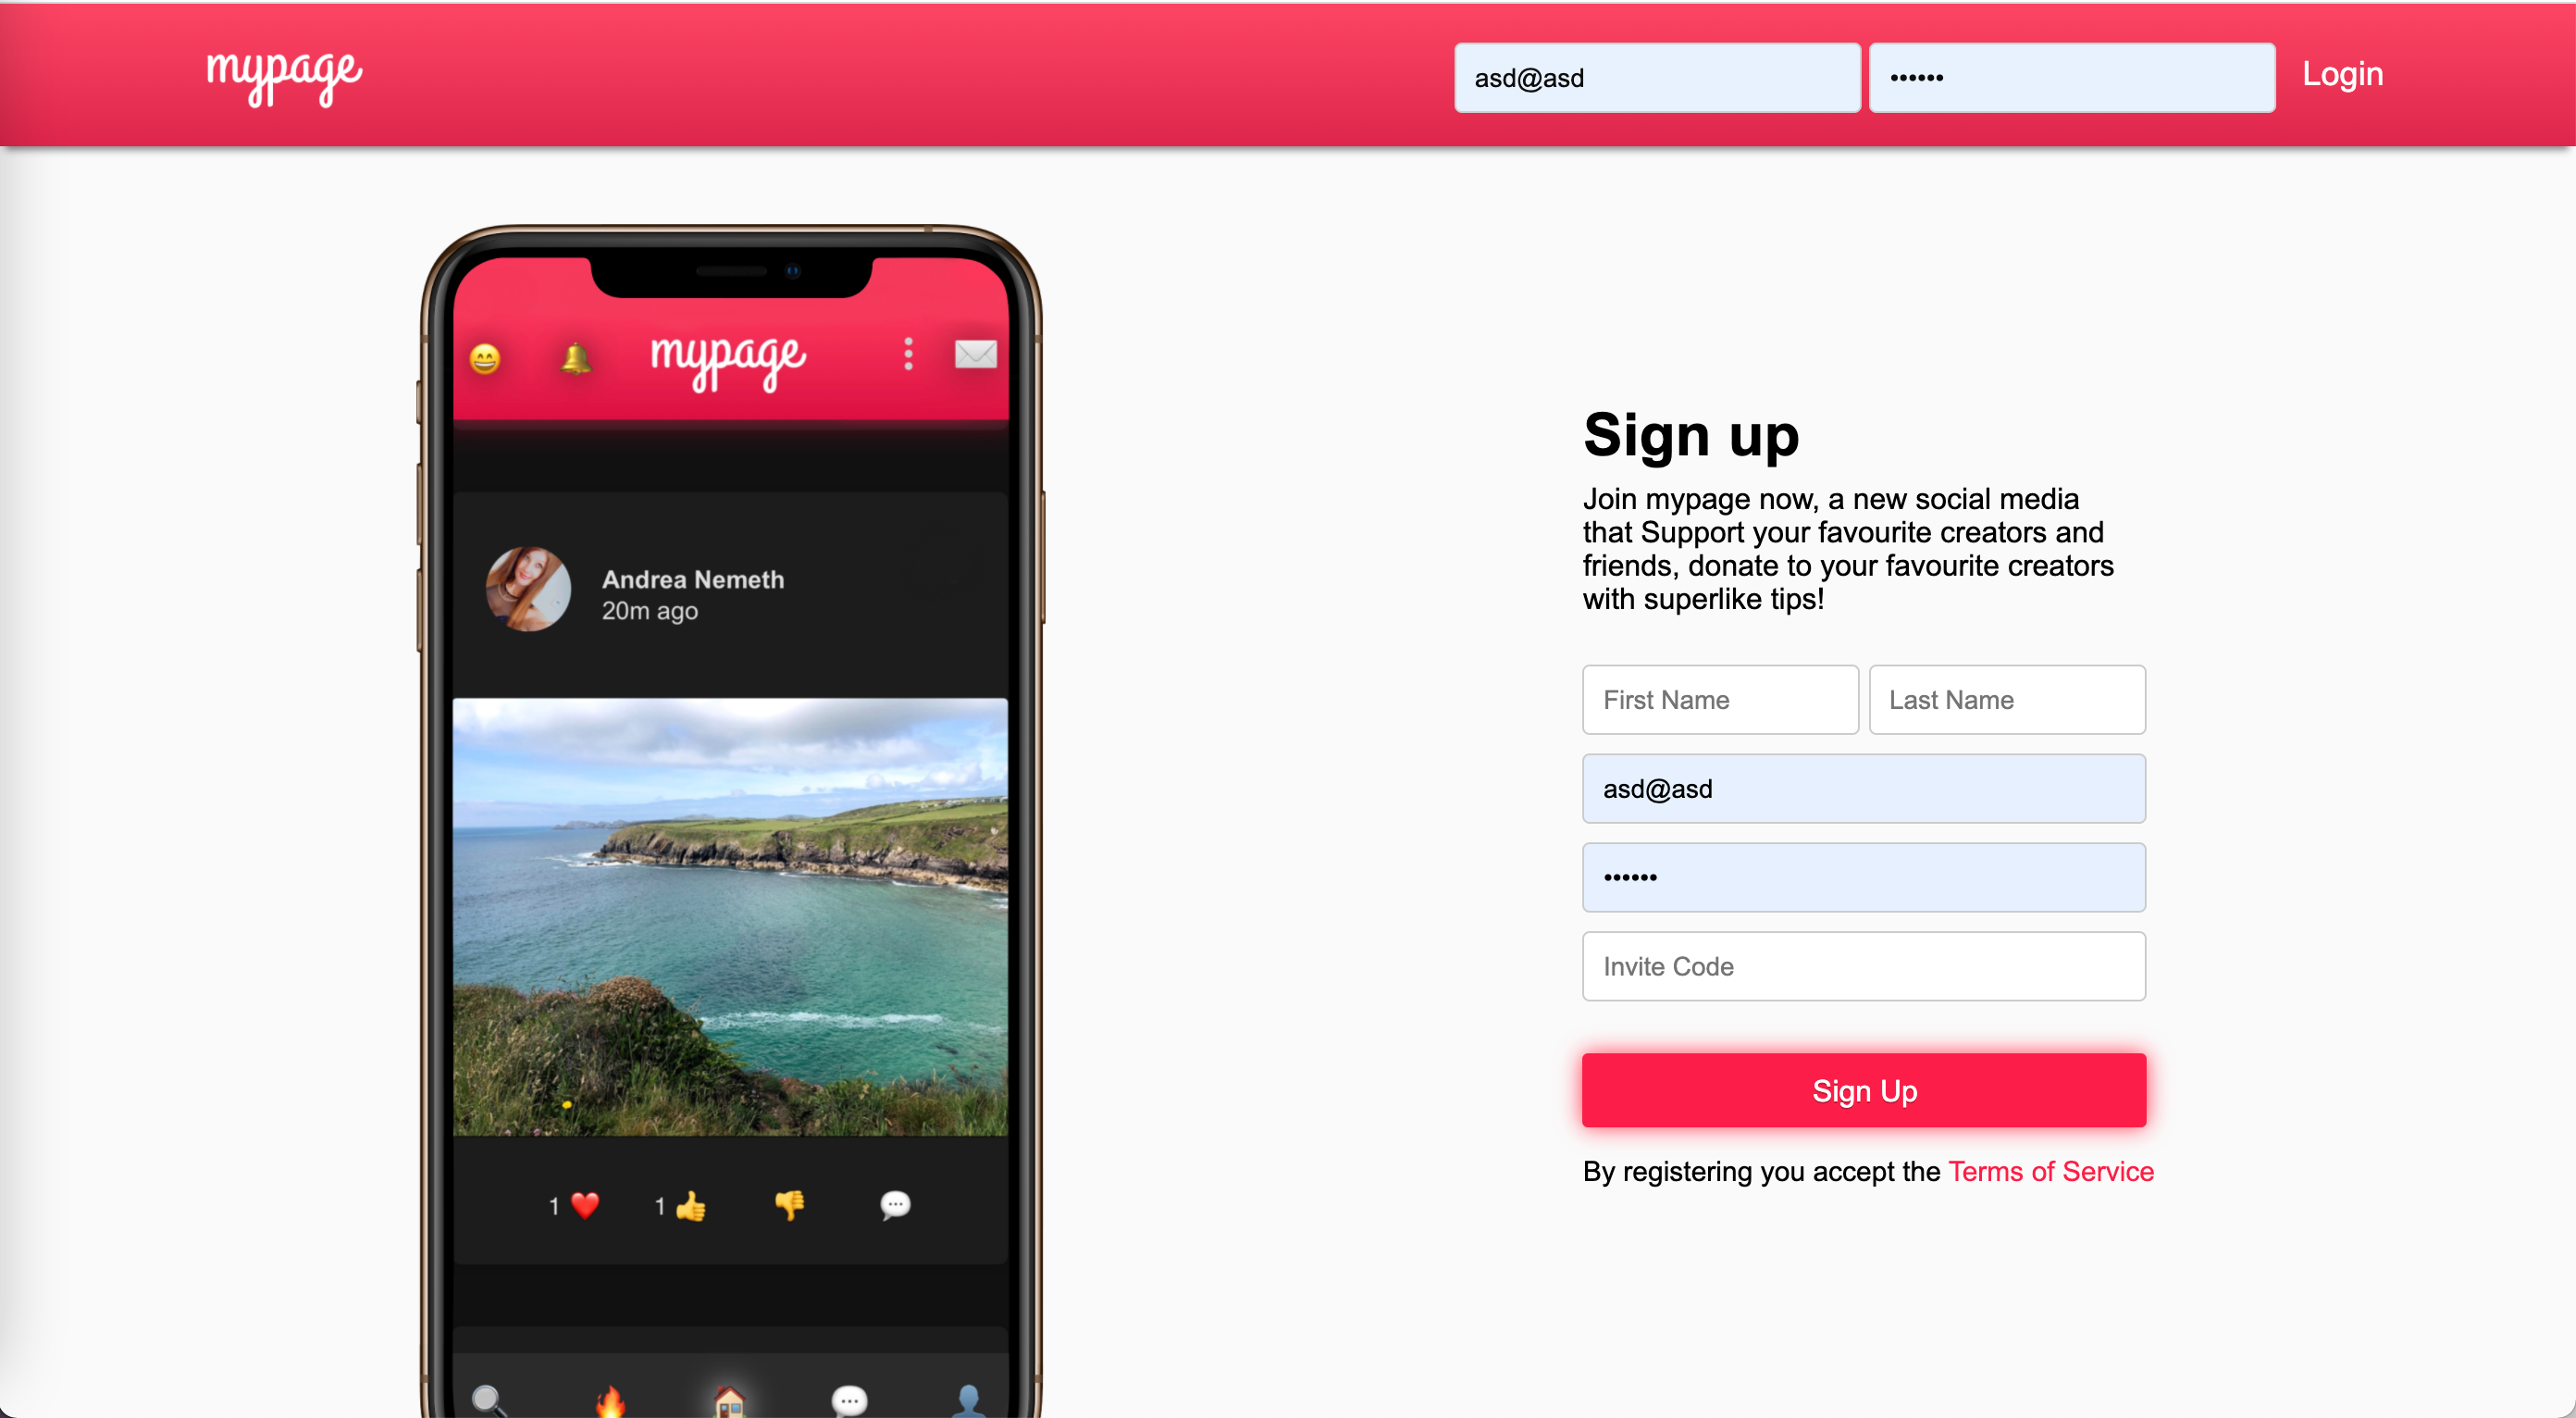 mypage
asd@asd
••••••
Login
mypage
Andrea Nemeth
20m ago
1
1
Sign up
Join mypage now, a new social media
that Support your favourite creators and
friends, donate to your favourite creators
with superlike tips!
First Name
Last Name
asd@asd
••••••
Invite Code
Sign Up
By registering you accept the Terms of Service